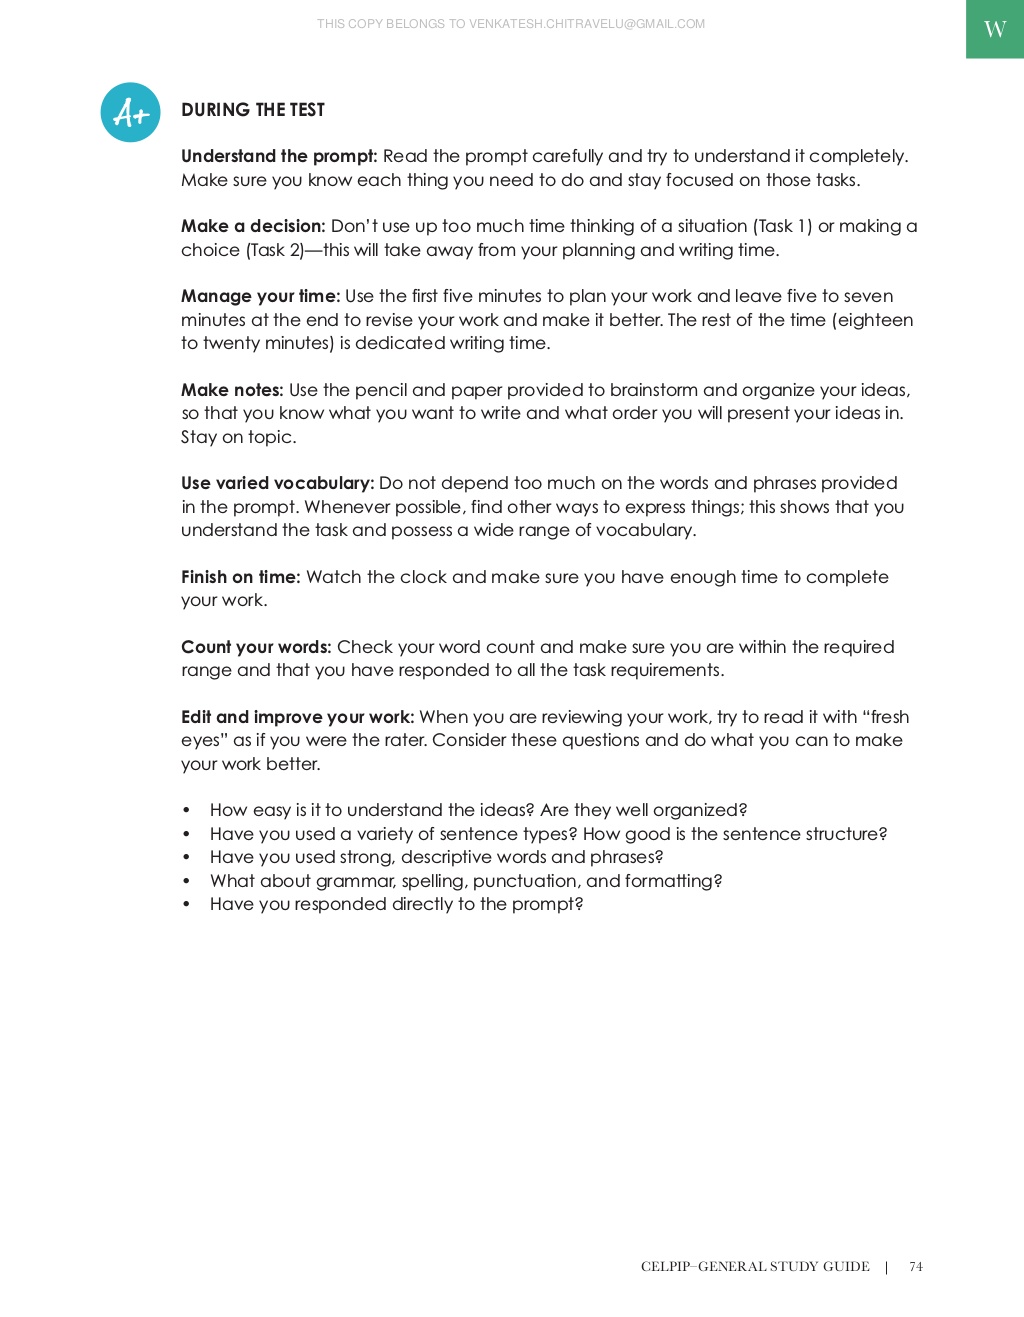 THIS COPY BELONGS TO VENKATESH.CHITRAVELU@GMAIL.COM
W
A+
DURING THE TEST
Understand the prompt: Read the prompt carefully and try to understand it completely.
Make sure you know each thing you need to do and stay focused on those tasks.
Make a decision: Don’t use up too much time thinking of a situation (Task 1) or making a
choice (Task 2)—this will take away from your planning and writing time.
Manage your time: Use the first five minutes to plan your work and leave five to seven
minutes at the end to revise your work and make it better. The rest of the time (eighteen
to twenty minutes) is dedicated writing time.
Make notes: Use the pencil and paper provided to brainstorm and organize your ideas,
so that you know what you want to write and what order you will present your ideas in.
Stay on topic.
Use varied vocabulary: Do not depend too much on the words and phrases provided
in the prompt. Whenever possible, find other ways to express things; this shows that you
understand the task and possess a wide range of vocabulary.
Finish on time: Watch the clock and make sure you have enough time to complete
your work.
Count your words: Check your word count and make sure you are within the required
range and that you have responded to all the task requirements.
Edit and improve your work: When you are reviewing your work, try to read it with “fresh
eyes” as if you were the rater. Consider these questions and do what you can to make
your work better.
• How easy is it to understand the ideas? Are they well organized?
• Have you used a variety of sentence types? How good is the sentence structure?
• Have you used strong, descriptive words and phrases?
• What about grammar, spelling, punctuation, and formatting?
• Have you responded directly to the prompt?
CELPIP–GENERAL STUDY GUIDE | 74